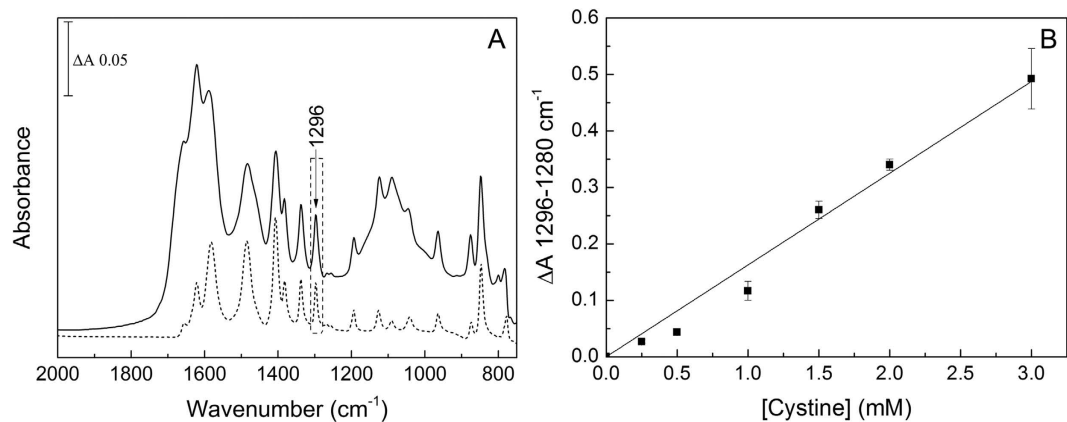 A
ΔA 0.05
1296
Absorbance
2000 1800 1600 1400 1200 1000 800
Wavenumber (cm⁻¹)
B
ΔA 1296-1280 cm⁻¹
0.6
0.5
0.4
0.3
0.2
0.1
0.0
0.0 0.5 1.0 1.5 2.0 2.5 3.0
[Cystine] (mM)